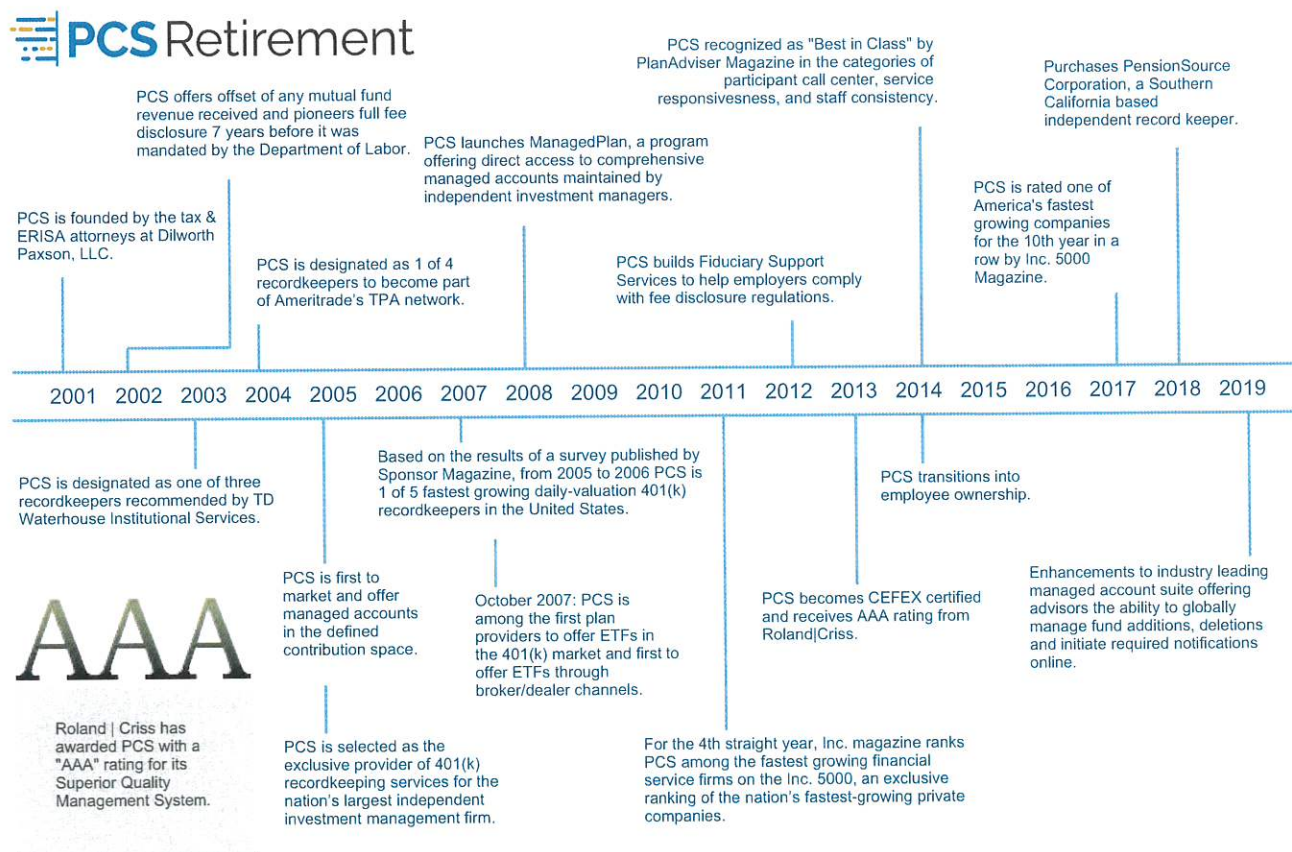 PCS Retirement
PCS offers offset of any mutual fund
revenue received and pioneers full fee
disclosure 7 years before it was
mandated by the Department of Labor.
PCS recognized as "Best in Class" by
PlanAdviser Magazine in the categories of
participant call center, service
responsivesness, and staff consistency.
Purchases PensionSource
Corporation, a Southern
California based
independent record keeper.
PCS launches ManagedPlan, a program
offering direct access to comprehensive
managed accounts maintained by
independent investment managers.
PCS is rated one of
America's fastest
growing companies
for the 10th year in a
row by Inc. 5000
Magazine.
PCS is founded by the tax &
ERISA attorneys at Dilworth
Paxson, LLC.
PCS is designated as 1 of 4
recordkeepers to become part
of Ameritrade's TPA network.
PCS builds Fiduciary Support
Services to help employers comply
with fee disclosure regulations.
2001 2002 2003 2004 2005 2006 2007 2008 2009 2010 2011 2012 2013 2014 2015 2016 2017 2018 2019
PCS is designated as one of three
recordkeepers recommended by TD
Waterhouse Institutional Services.
Based on the results of a survey published by
Sponsor Magazine, from 2005 to 2006 PCS is
1 of 5 fastest growing daily-valuation 401(k)
recordkeepers in the United States.
PCS transitions into
employee ownership.
PCS is first to
market and offer
managed accounts
in the defined
contribution space.
October 2007: PCS is
among the first plan
providers to offer ETFs in
the 401(k) market and first to
offer ETFs through
broker/dealer channels.
PCS becomes CEFEX certified
and receives AAA rating from
Roland|Criss.
Enhancements to industry leading
managed account suite offering
advisors the ability to globally
manage fund additions, deletions
and initiate required notifications
online.
AAA
Roland | Criss has
awarded PCS with a
"AAA" rating for its
Superior Quality
Management System.
PCS is selected as the
exclusive provider of 401(k)
recordkeeping services for the
nation's largest independent
investment management firm.
For the 4th straight year, Inc. magazine ranks
PCS among the fastest growing financial
service firms on the Inc. 5000, an exclusive
ranking of the nation's fastest-growing private
companies.